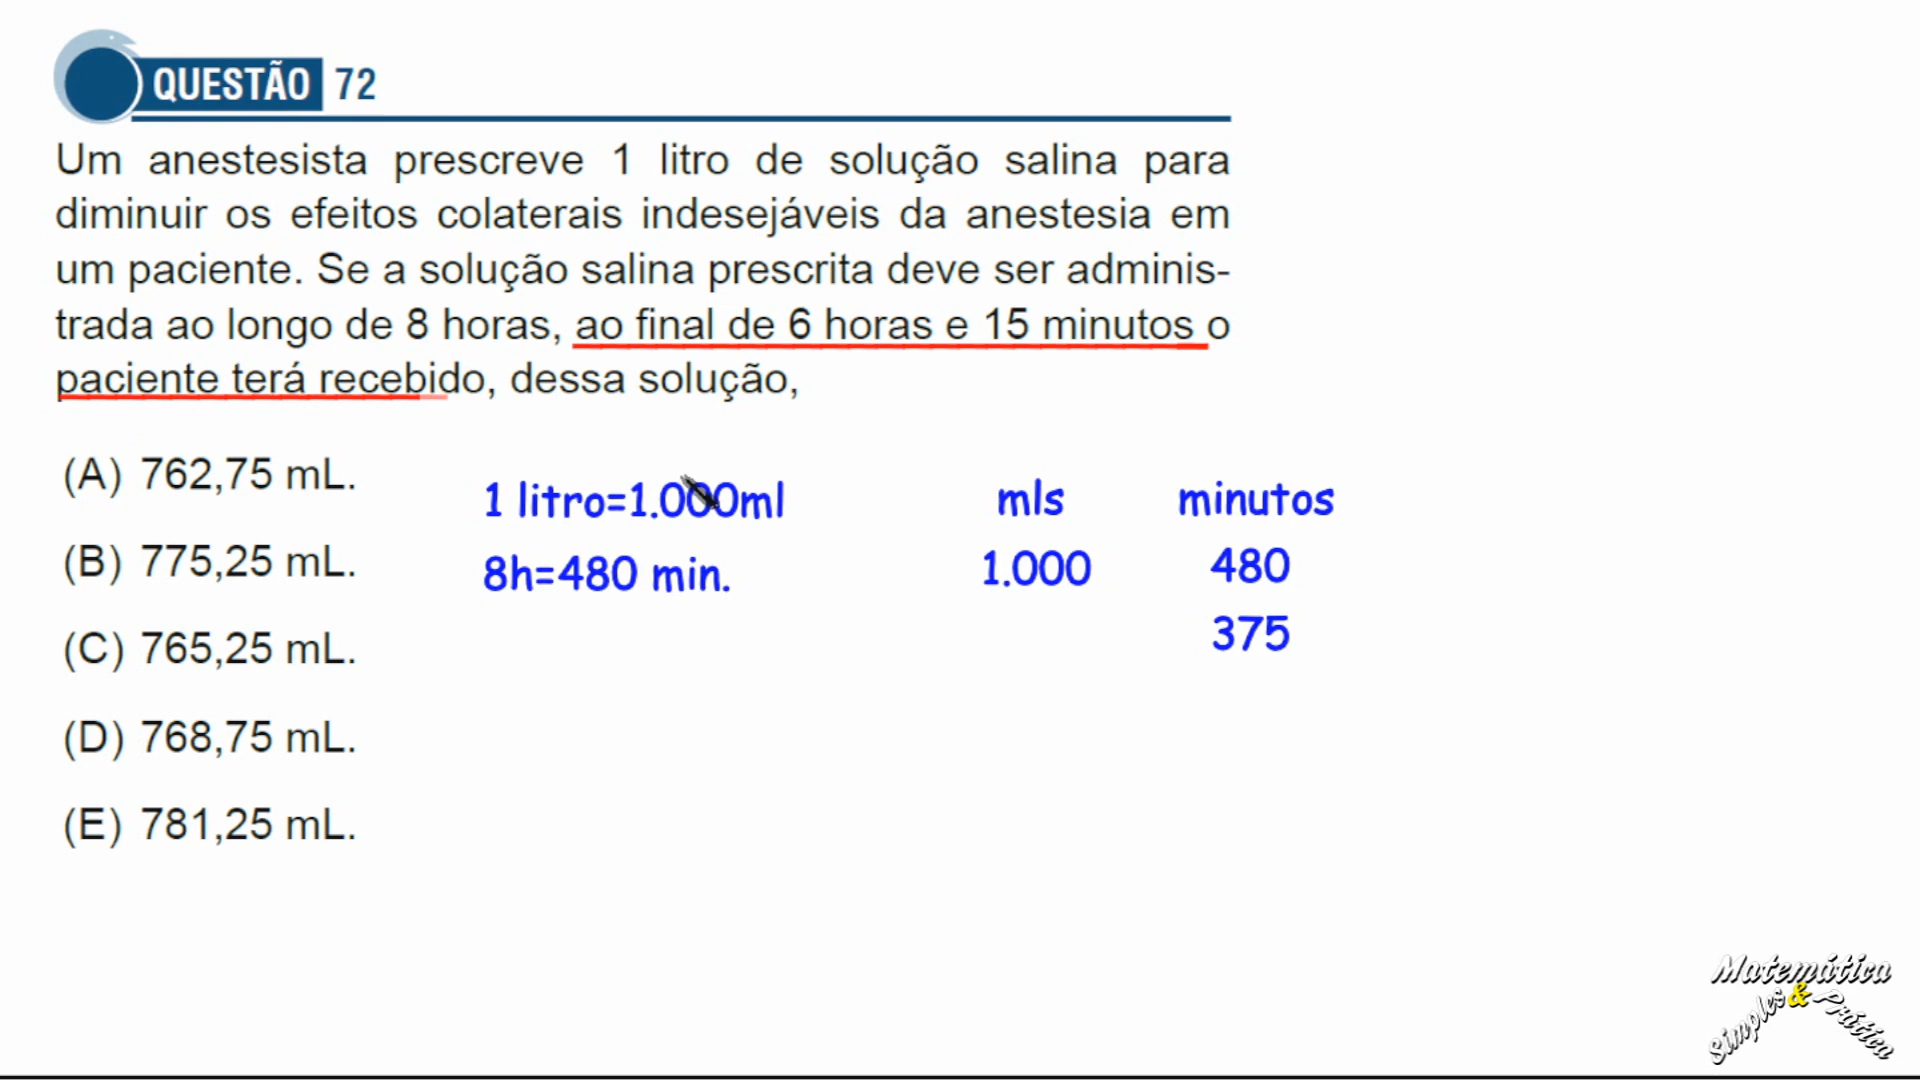 QUESTÃO 72
Um anestesista prescreve 1 litro de solução salina para
diminuir os efeitos colaterais indesejáveis da anestesia em
um paciente. Se a solução salina prescrita deve ser adminis-
trada ao longo de 8 horas, ao final de 6 horas e 15 minutos o
paciente terá recebido, dessa solução,
(A) 762,75 mL.
(B) 775,25 mL.
(C) 765,25 mL.
(D) 768,75 mL.
(E) 781,25 mL.
1 litro=1.000ml
8h=480 min.
mls minutos
1.000 480
375
Matemática
Simples & Prática